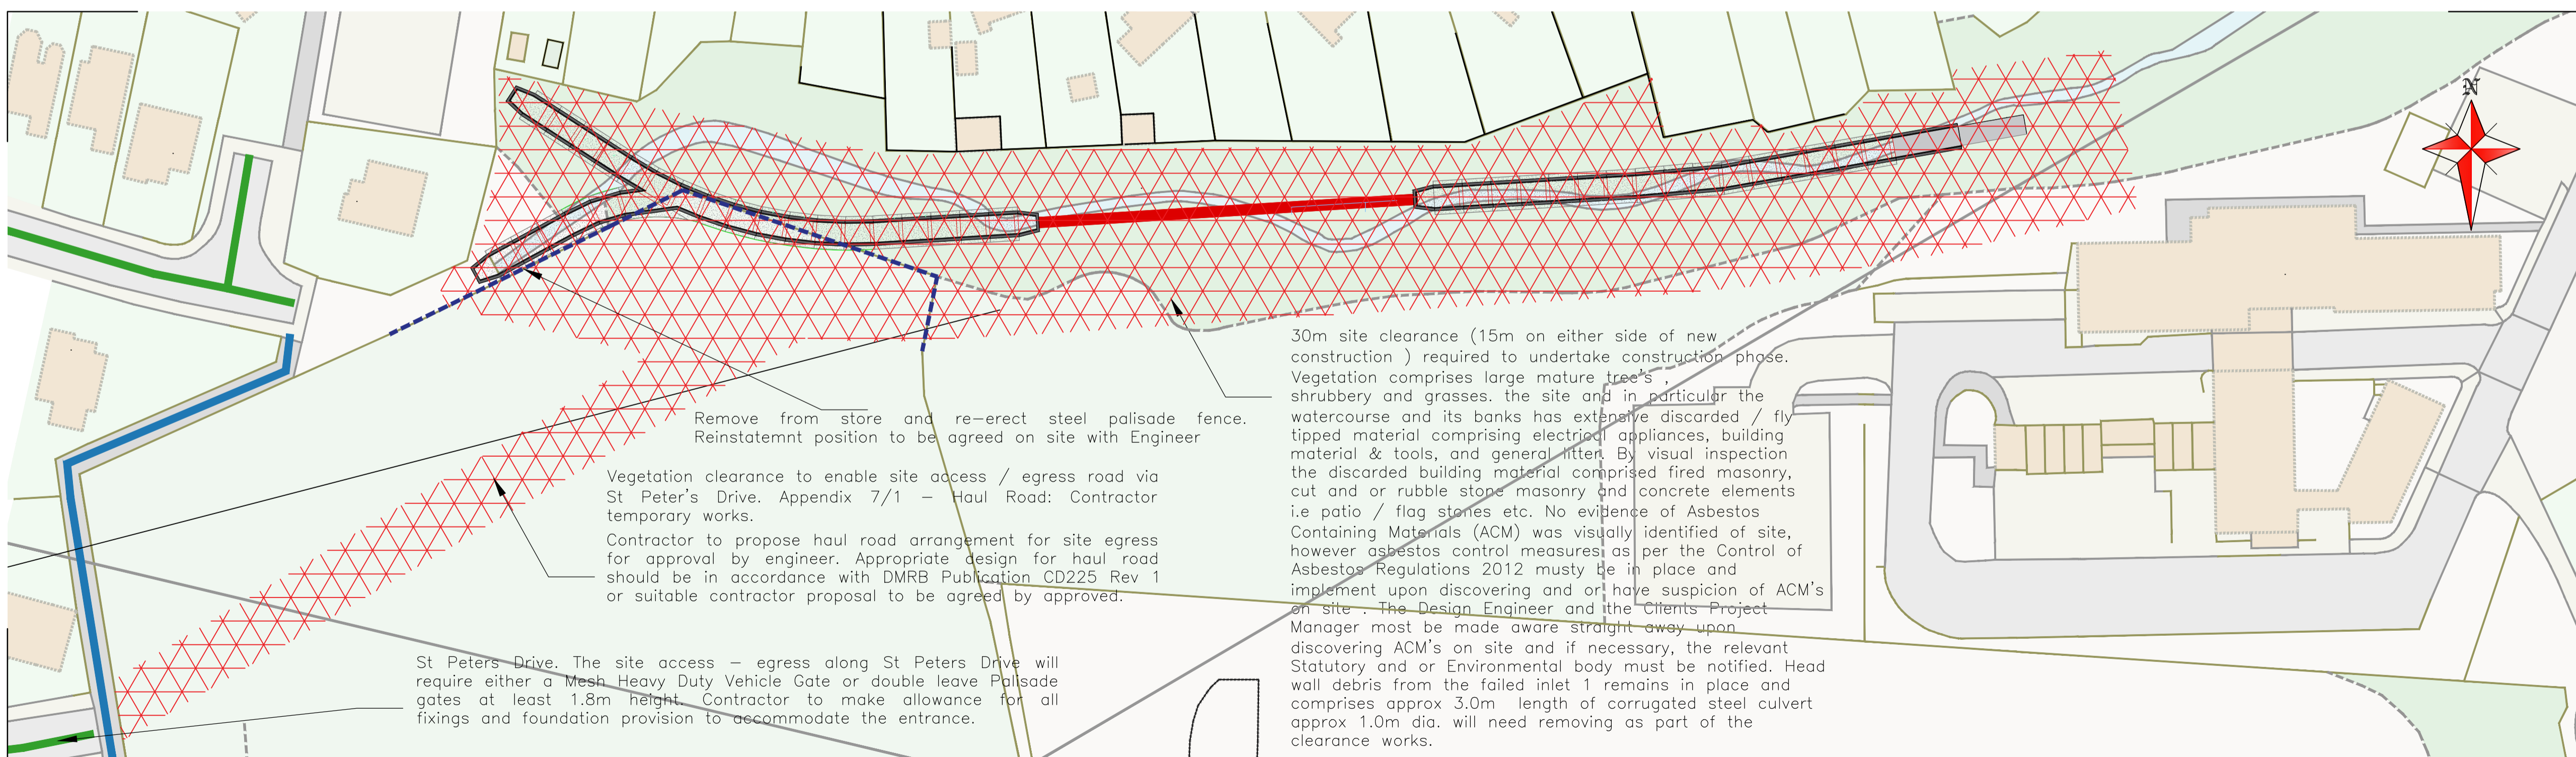 N
30m site clearance (15m on either side of new
construction ) required to undertake construction phase.
Vegetation comprises large mature tree's ,
shrubbery and grasses. the site and in particular the
watercourse and its banks has extensive discarded / fly
tipped material comprising electrical appliances, building
material & tools, and general litter. By visual inspection
the discarded building material comprised fired masonry,
cut and or rubble stone masonry and concrete elements
i.e patio / flag stones etc. No evidence of Asbestos
Containing Materials (ACM) was visually identified of site,
however asbestos control measures as per the Control of
Asbestos Regulations 2012 musty be in place and
implement upon discovering and or have suspicion of ACM's
on site . The Design Engineer and the Clients Project
Manager most be made aware straight away upon
discovering ACM's on site and if necessary, the relevant
Statutory and or Environmental body must be notified. Head
wall debris from the failed inlet 1 remains in place and
comprises approx 3.0m length of corrugated steel culvert
approx 1.0m dia. will need removing as part of the
clearance works.
Remove from store and re-erect steel palisade fence.
Reinstatemnt position to be agreed on site with Engineer
Vegetation clearance to enable site access / egress road via
St Peter's Drive. Appendix 7/1 – Haul Road: Contractor
temporary works.
Contractor to propose haul road arrangement for site egress
for approval by engineer. Appropriate design for haul road
should be in accordance with DMRB Publication CD225 Rev 1
or suitable contractor proposal to be agreed by approved.
St Peters Drive. The site access – egress along St Peters Drive will
require either a Mesh Heavy Duty Vehicle Gate or double leave Palisade
gates at least 1.8m height. Contractor to make allowance for all
fixings and foundation provision to accommodate the entrance.